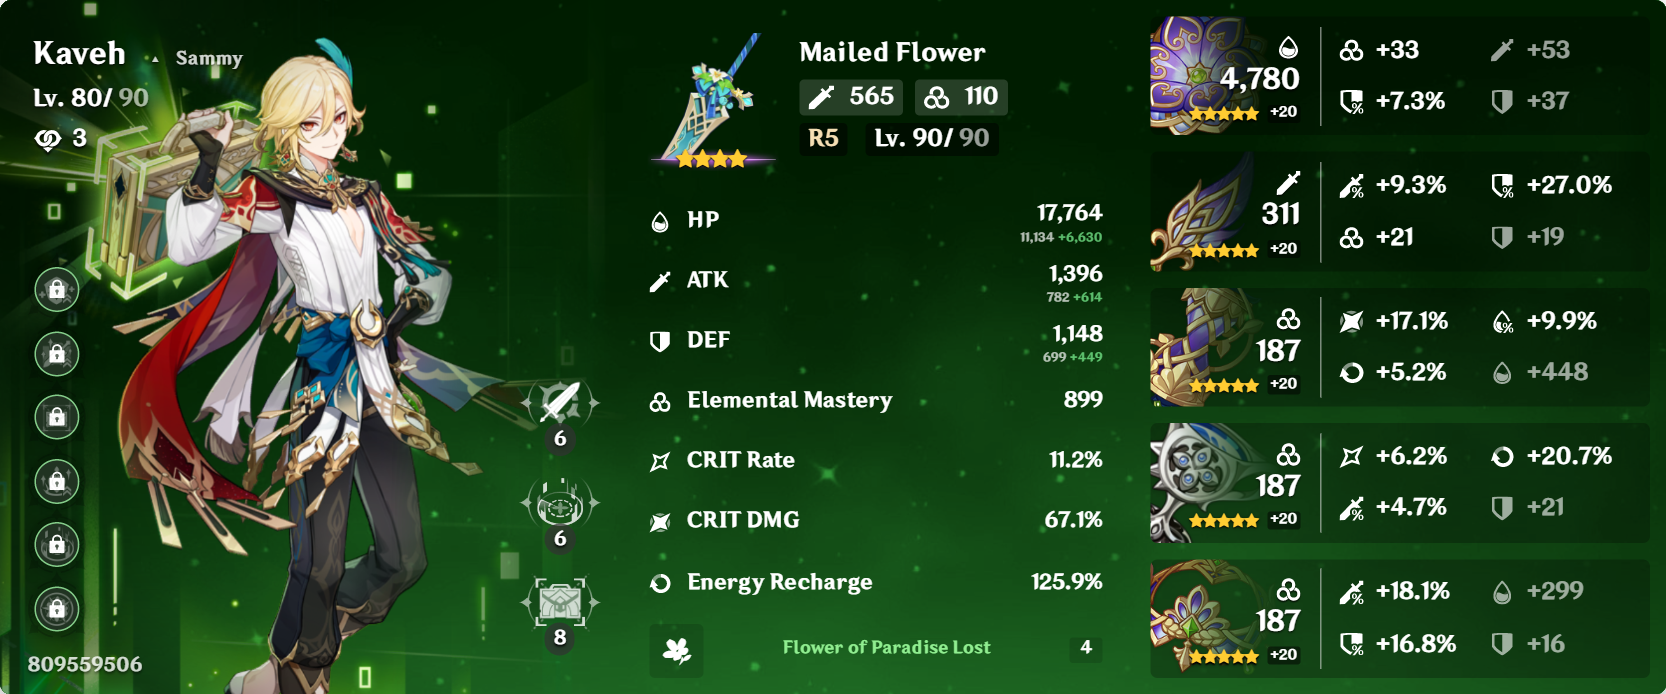 Kaveh
Sammy
Lv. 80/ 90
3
6
6
8
809559506
Mailed Flower
565 110
R5 Lv. 90/ 90
HP 17,764
11,134 +6,630
ATK 1,396
782 +614
DEF 1,148
699 +449
Elemental Mastery 899
CRIT Rate 11.2%
CRIT DMG 67.1%
Energy Recharge 125.9%
Flower of Paradise Lost 4
4,780
+20
+33 +53
+7.3% +37
311
+20
+9.3% +27.0%
+21 +19
187
+20
+17.1% +9.9%
+5.2% +448
187
+20
+6.2% +20.7%
+4.7% +21
187
+20
+18.1% +299
+16.8% +16